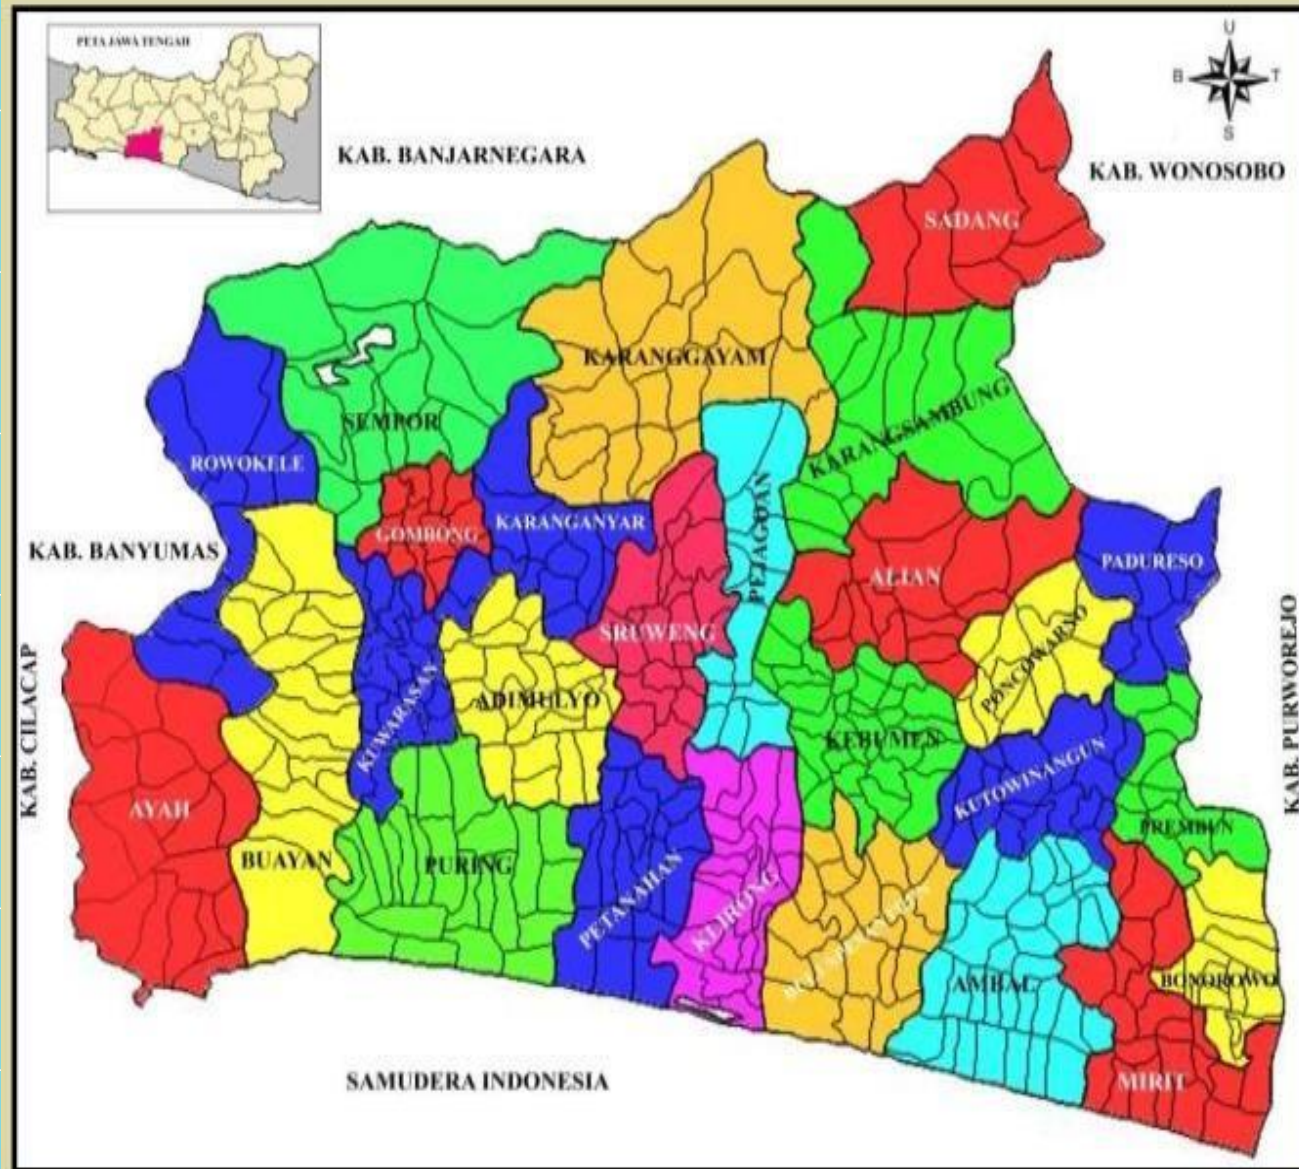 PETA JAWA TENGAH
U
B
T
S
KAB. BANJARNEGARA
KAB. WONOSOBO
SADANG
KARANGGAYAM
SEMPOR
KARANGSAMBUNG
ROWOKELE
GOMBONG
KARANGANYAR
PEJAGOAN
KAB. BANYUMAS
ALIAN
PADURESO
SRUWENG
PONCOWARNO
KAB. CILACAP
KAB. PURWOREJO
KUWARASAN
ADIMULYO
KEBUMEN
KUTOWINANGUN
AYAH
BUAYAN
PURING
PREMBUN
PETANAHAN
KLIRONG
AMBAL
BONOROWO
SAMUDERA INDONESIA
MIRIT